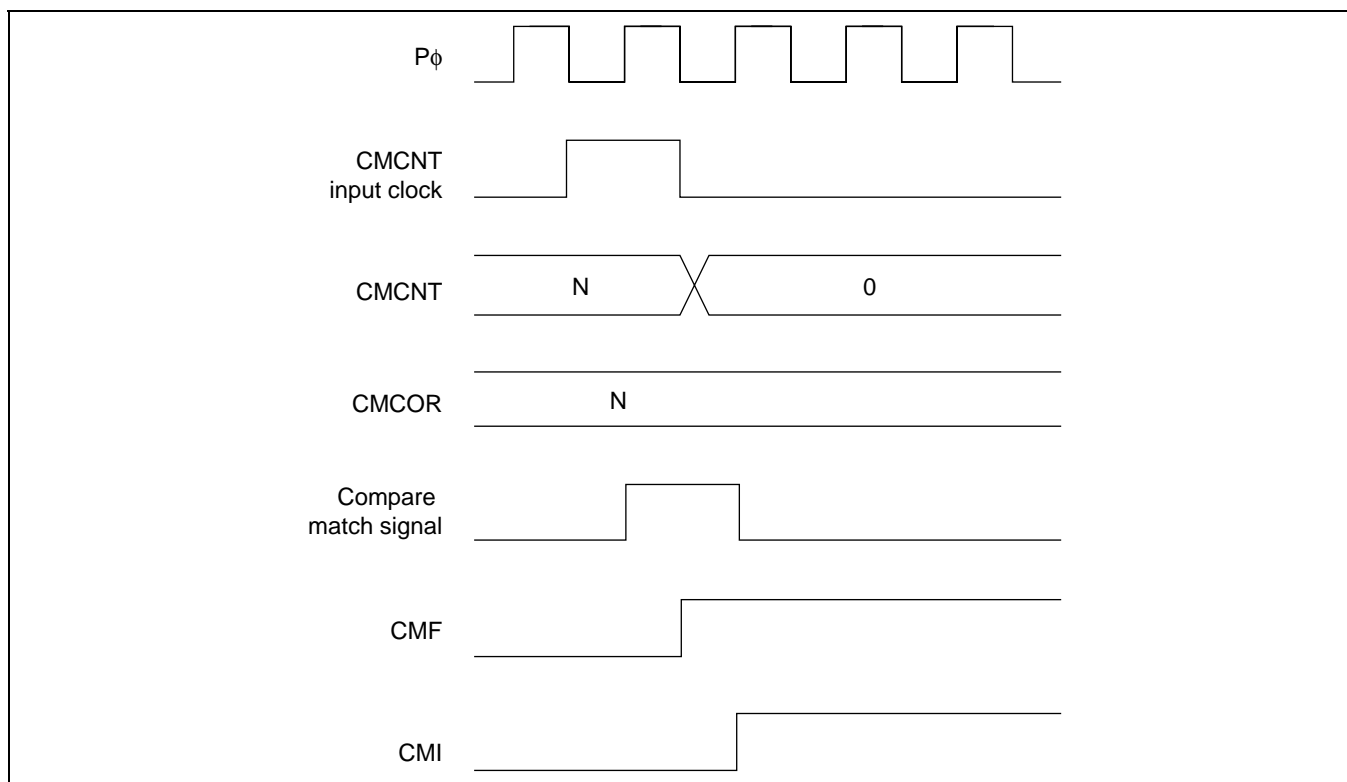 Pϕ
CMCNT
input clock
CMCNT
N
0
CMCOR
N
Compare
match signal
CMF
CMI